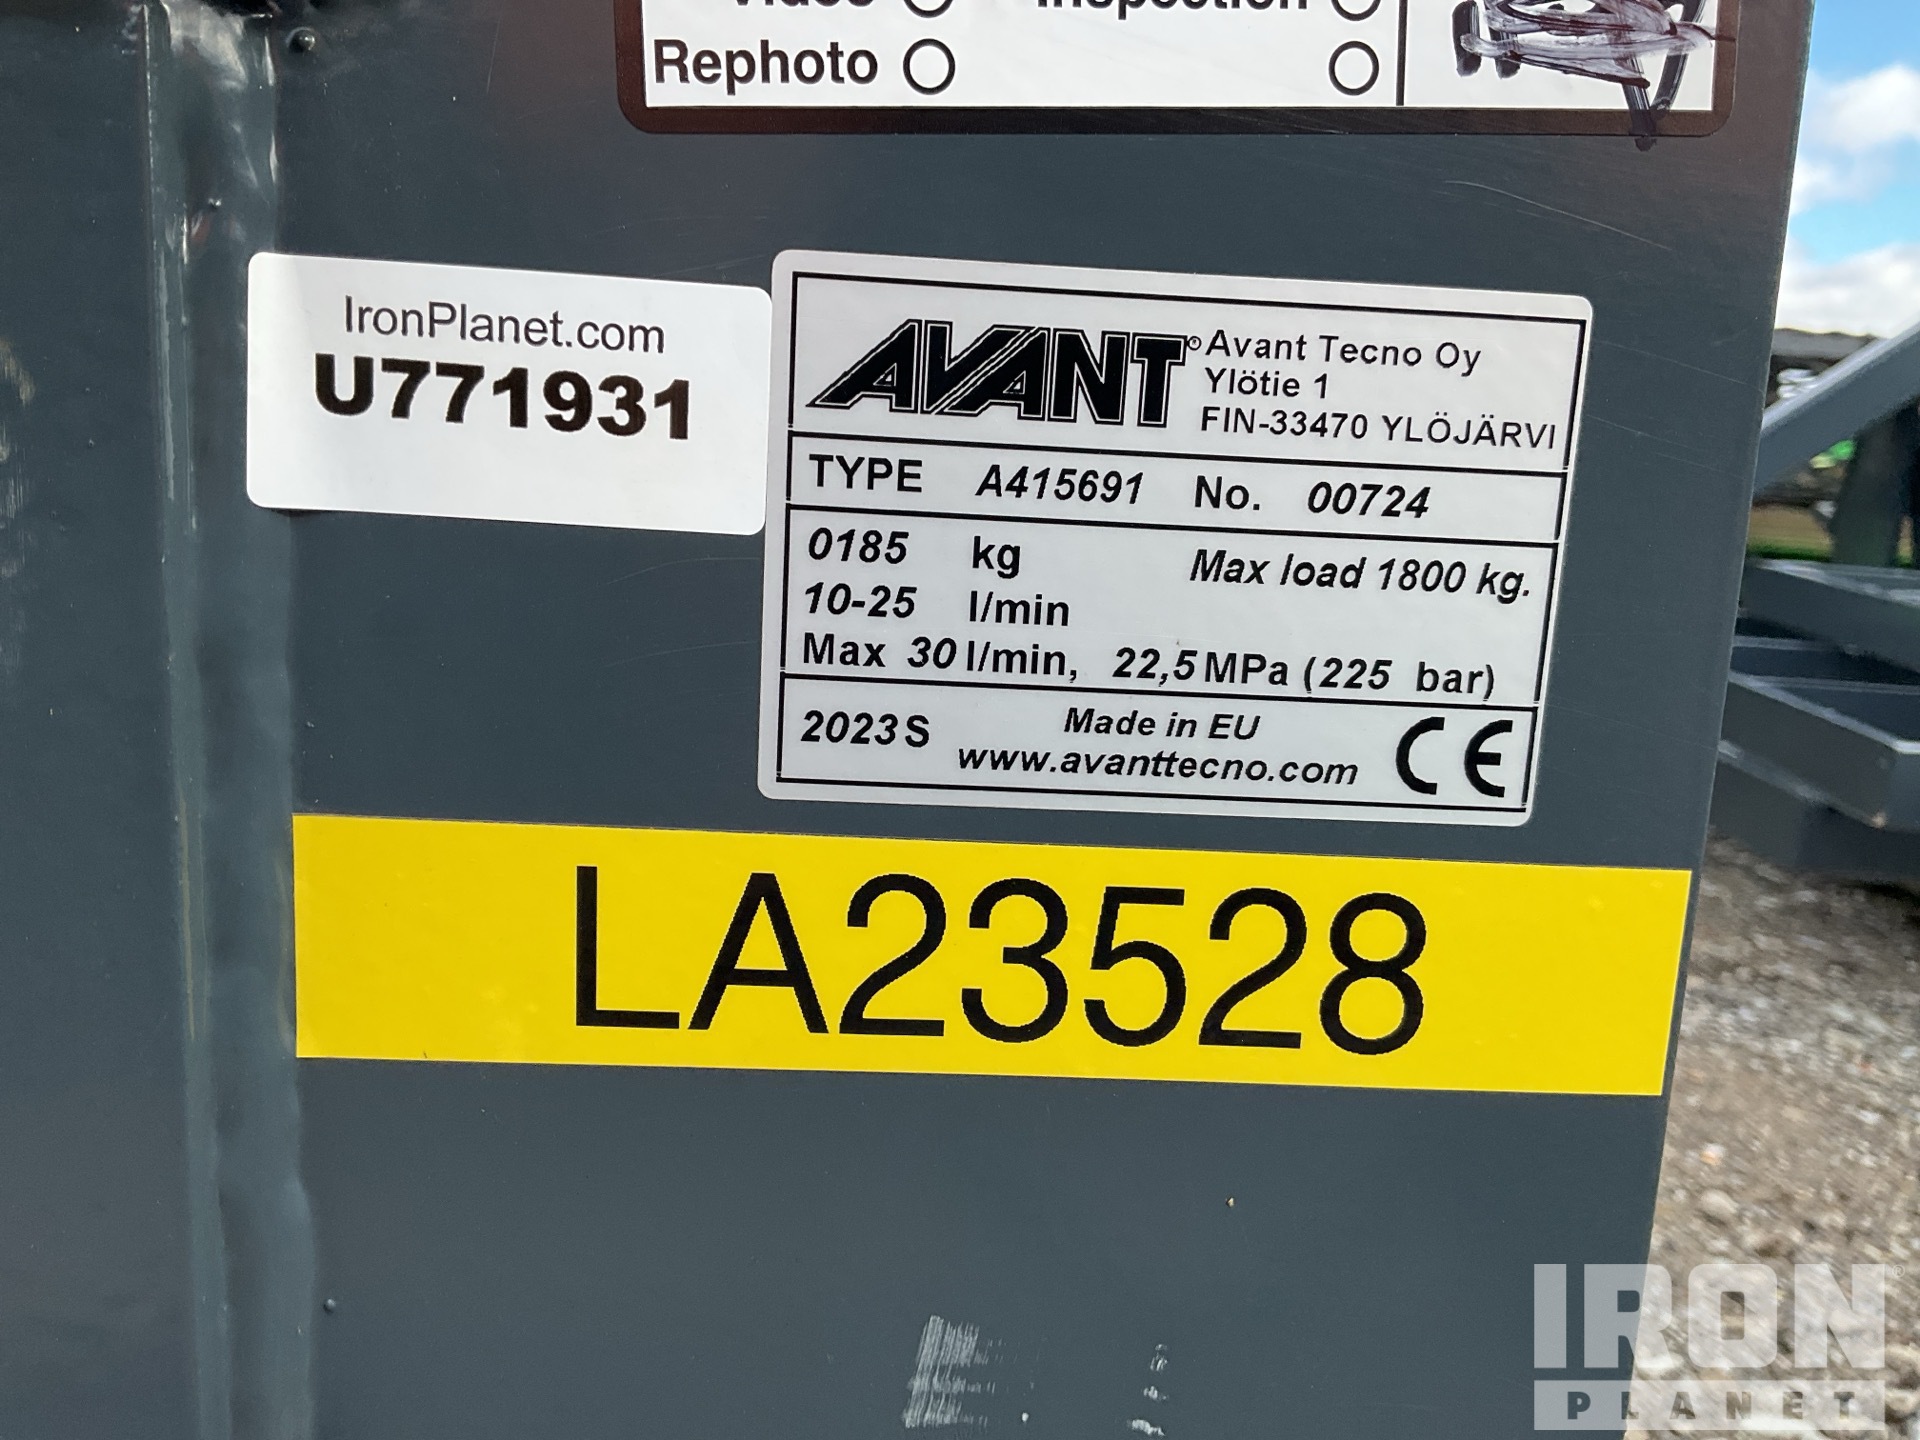 Rephoto
IronPlanet.com
U771931
AVANT® Avant Tecno Oy
Ylötie 1
FIN-33470 YLÖJÄRVI
TYPE A415691 No. 00724
0185 kg Max load 1800 kg.
10-25 l/min
Max 30 l/min, 22,5 MPa (225 bar)
2023 S Made in EU
www.avanttecno.com CE
LA23528
IRON®
PLANET